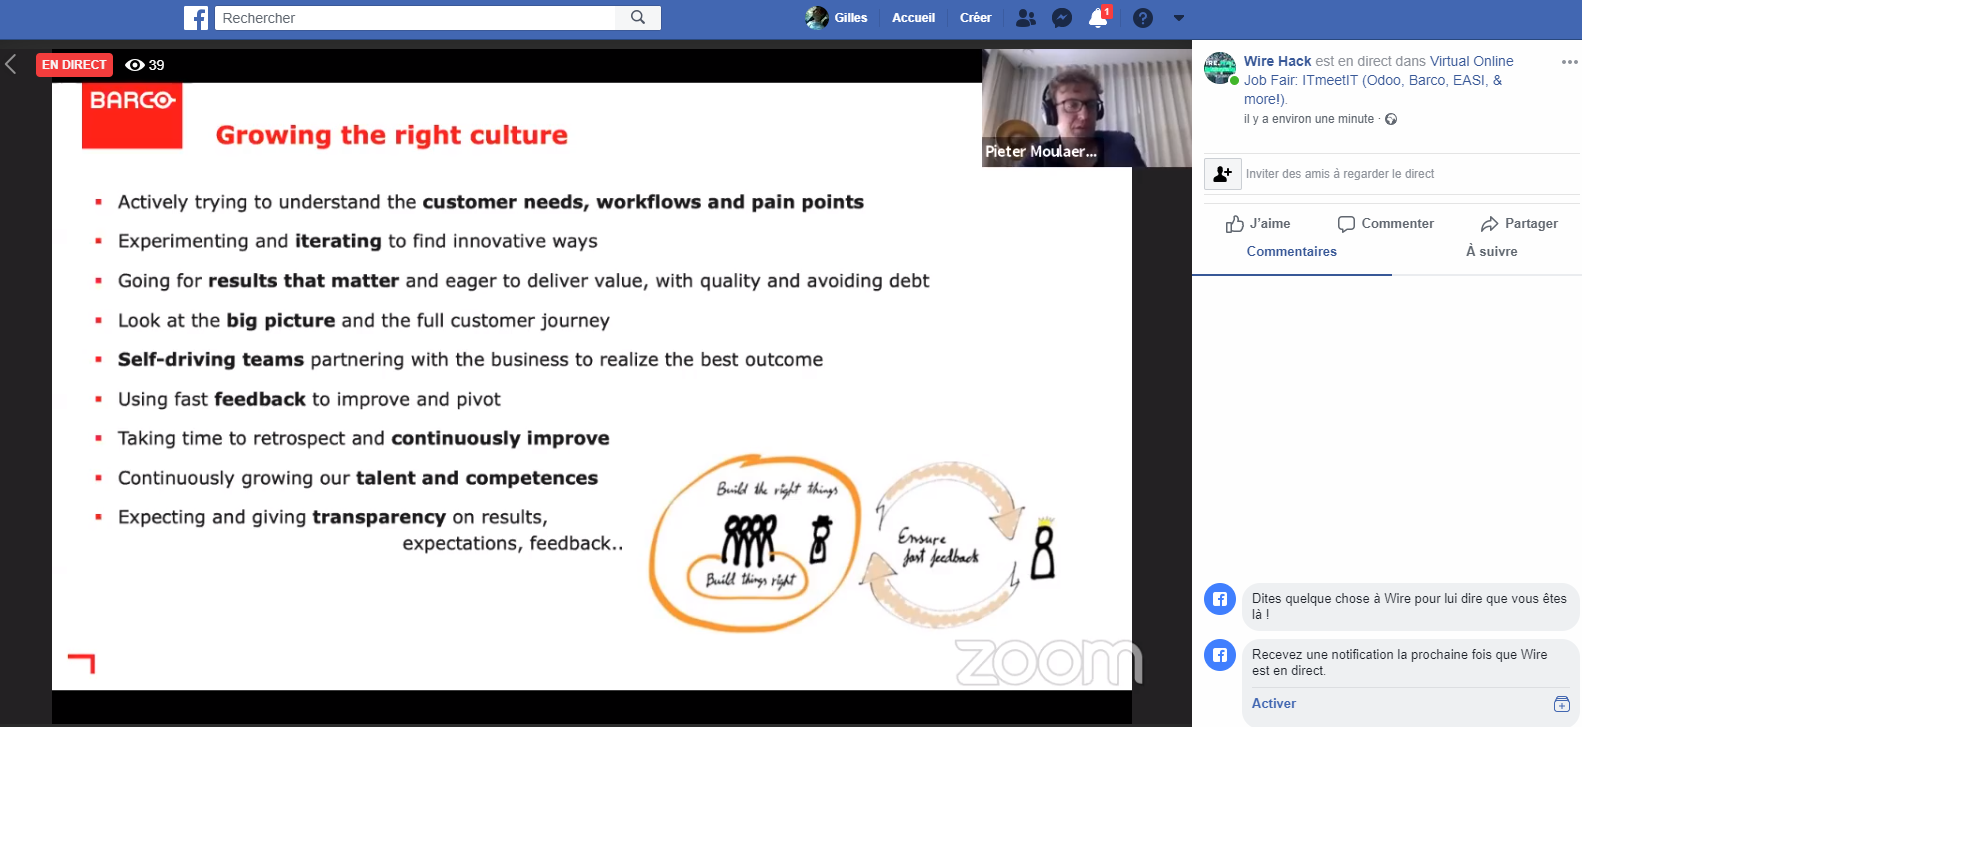 Rechercher
Gilles
Accueil
Créer
1
EN DIRECT
39
BARCO
Growing the right culture
Actively trying to understand the customer needs, workflows and pain points
Experimenting and iterating to find innovative ways
Going for results that matter and eager to deliver value, with quality and avoiding debt
Look at the big picture and the full customer journey
Self-driving teams partnering with the business to realize the best outcome
Using fast feedback to improve and pivot
Taking time to retrospect and continuously improve
Continuously growing our talent and competences
Expecting and giving transparency on results,
expectations, feedback..
Build the right things
Build things right
Ensure
fast feedback
zoom
Pieter Moulaer...
Wire Hack est en direct dans Virtual Online
Job Fair: ITmeetIT (Odoo, Barco, EASI, &
more!).
il y a environ une minute ·
Inviter des amis à regarder le direct
J'aime
Commenter
Partager
Commentaires
À suivre
Dites quelque chose à Wire pour lui dire que vous êtes
là !
Recevez une notification la prochaine fois que Wire
est en direct.
Activer